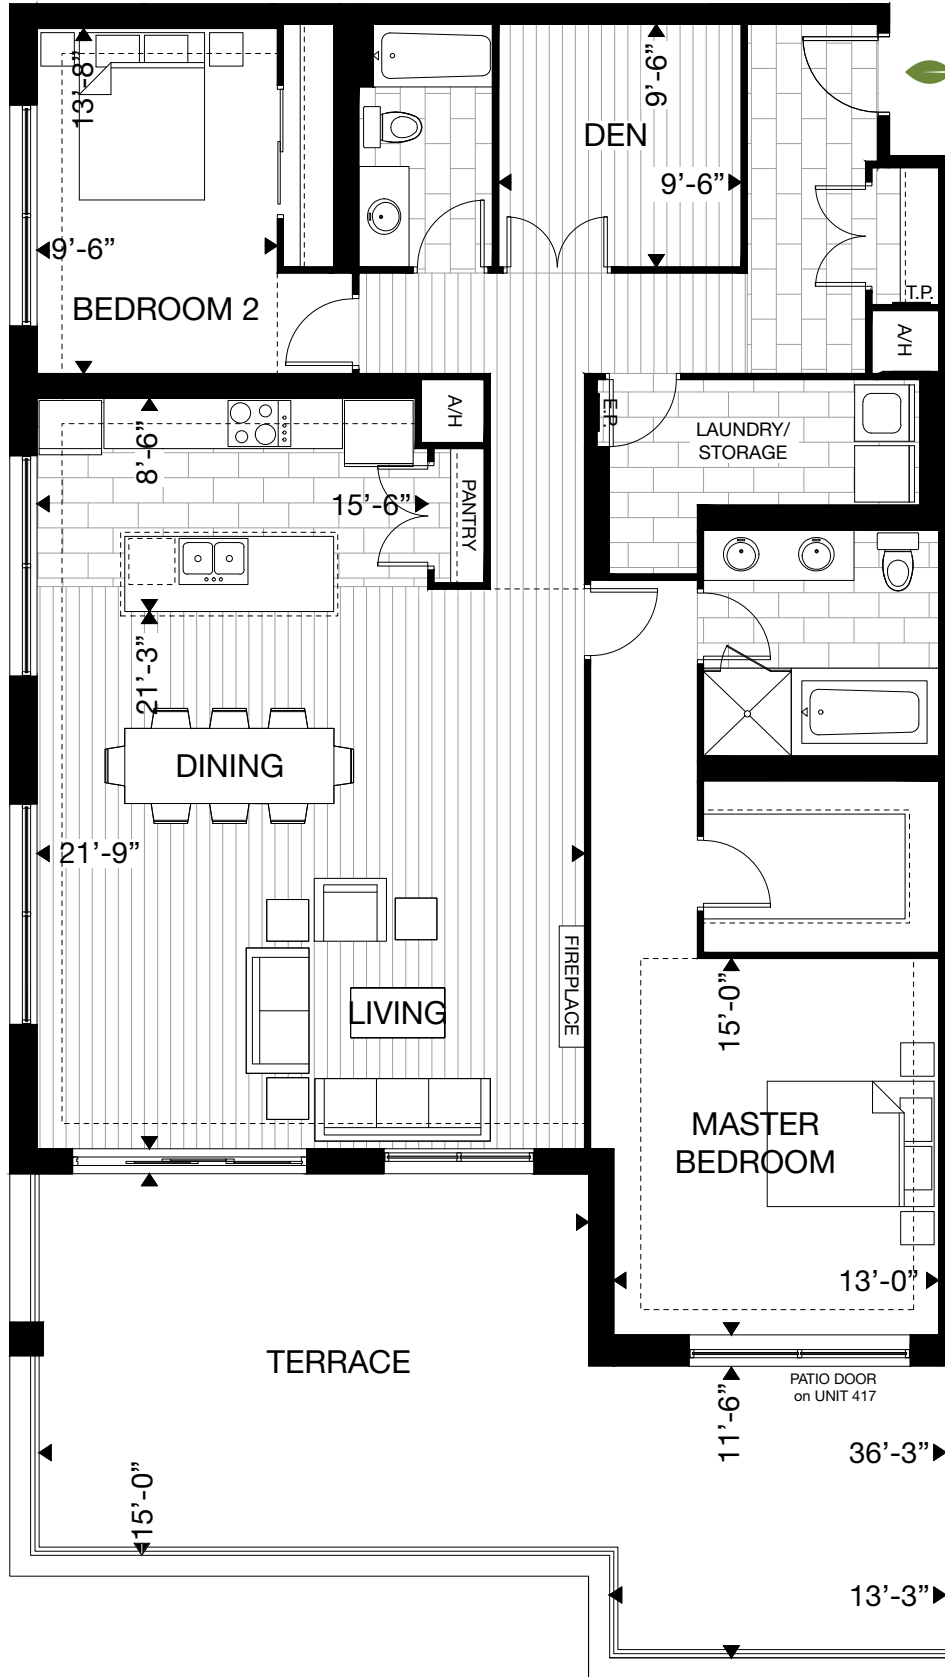 13’-8”
9’-6”
DEN
9’-6”
9’-6”
BEDROOM 2
T.P.
A/H
A/H
E.P.
LAUNDRY/
STORAGE
8’-6”
15’-6”
PANTRY
21’-3”
DINING
21’-9”
FIREPLACE
LIVING
15’-0”
MASTER
BEDROOM
13’-0”
TERRACE
PATIO DOOR
on UNIT 417
11’-6”
36’-3”
15’-0”
13’-3”